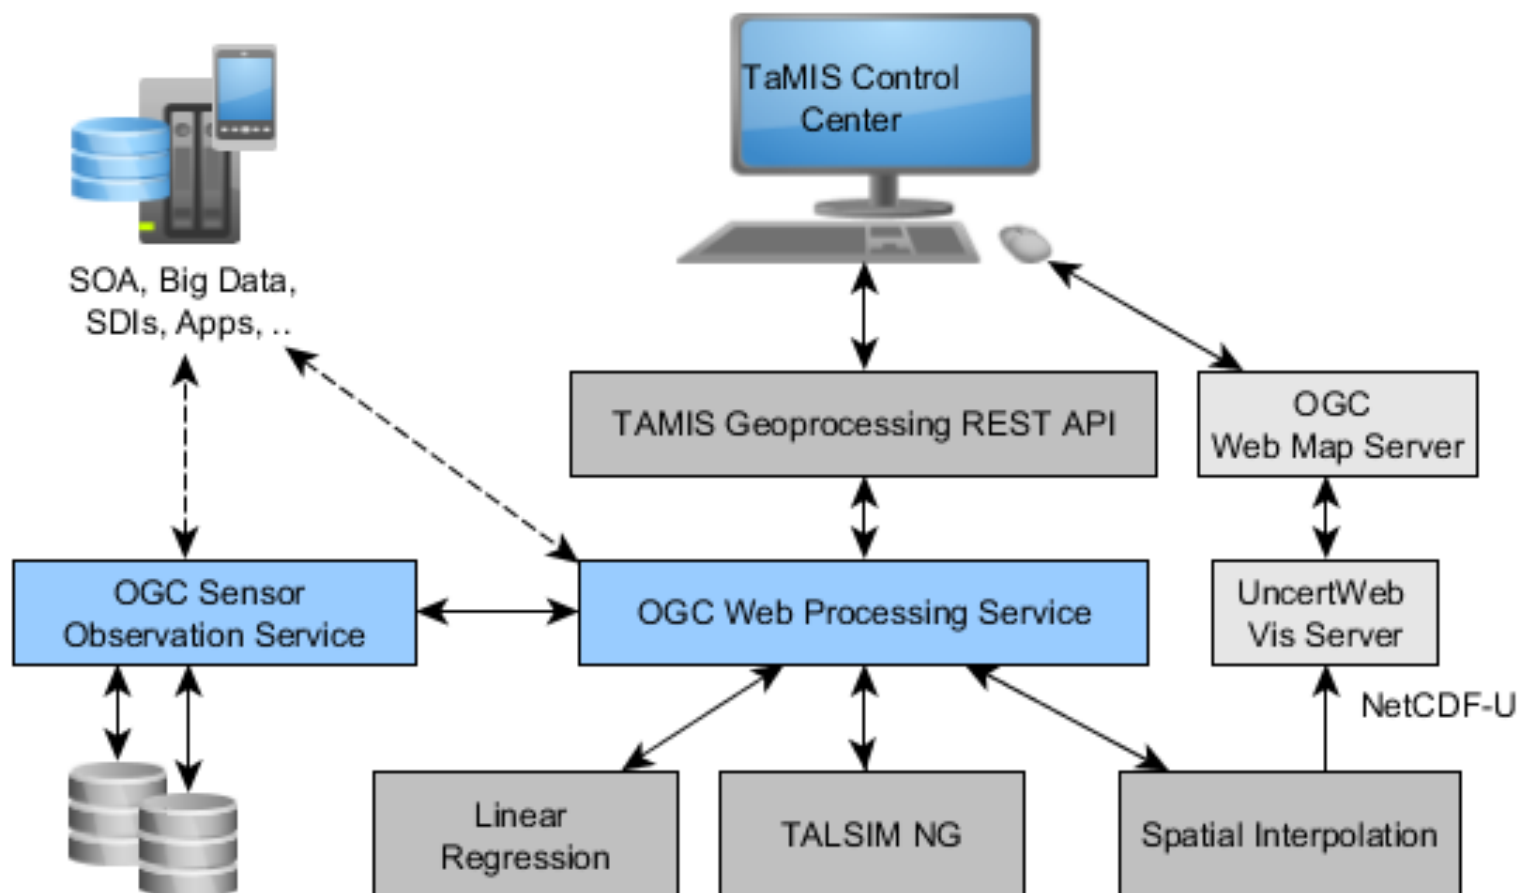 TaMIS Control
Center
SOA, Big Data,
SDIs, Apps, ..
TAMIS Geoprocessing REST API
OGC
Web Map Server
OGC Sensor
Observation Service
OGC Web Processing Service
UncertWeb
Vis Server
NetCDF-U
Linear
Regression
TALSIM NG
Spatial Interpolation